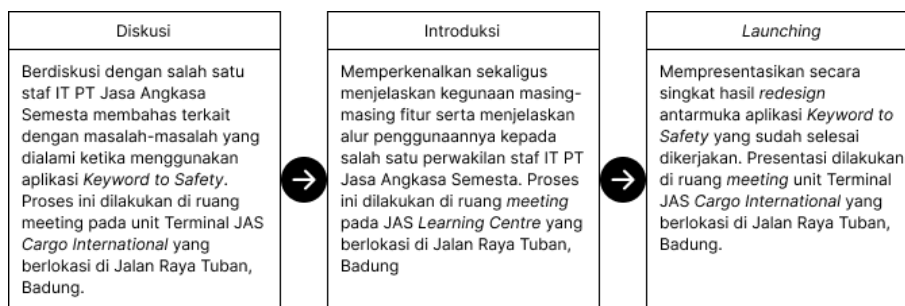 Diskusi
Berdiskusi dengan salah satu
staf IT PT Jasa Angkasa
Semesta membahas terkait
dengan masalah-masalah yang
dialami ketika menggunakan
aplikasi Keyword to Safety.
Proses ini dilakukan di ruang
meeting pada unit Terminal JAS
Cargo International yang
berlokasi di Jalan Raya Tuban,
Badung.
Introduksi
Memperkenalkan sekaligus
menjelaskan kegunaan masing-
masing fitur serta menjelaskan
alur penggunaannya kepada
salah satu perwakilan staf IT PT
Jasa Angkasa Semesta. Proses
ini dilakukan di ruang meeting
pada JAS Learning Centre yang
berlokasi di Jalan Raya Tuban,
Badung
Launching
Mempresentasikan secara
singkat hasil redesign
antarmuka aplikasi Keyword to
Safety yang sudah selesai
dikerjakan. Presentasi dilakukan
di ruang meeting unit Terminal
JAS Cargo International yang
berlokasi di Jalan Raya Tuban,
Badung.